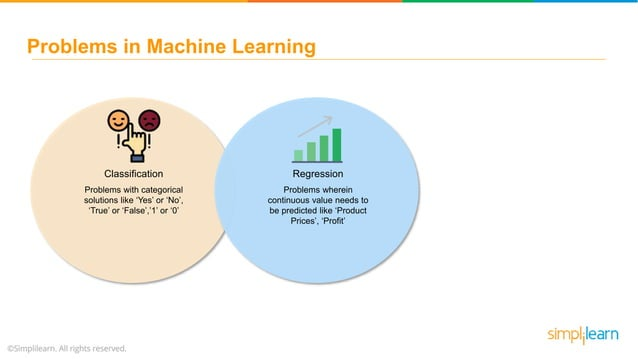 Problems in Machine Learning
Classification
Problems with categorical
solutions like ‘Yes’ or ‘No’,
‘True’ or ‘False’,’1’ or ‘0’
Regression
Problems wherein
continuous value needs to
be predicted like ‘Product
Prices’, ‘Profit’
simplilearn
©Simplilearn. All rights reserved.